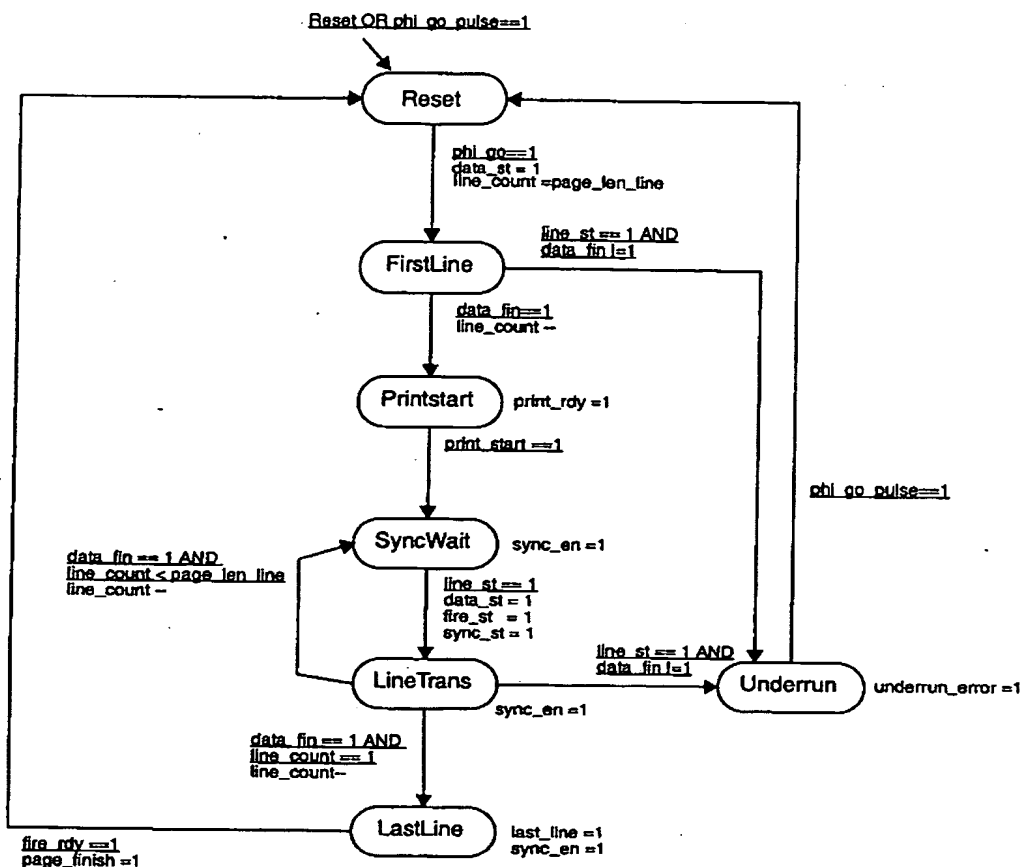 Reset OR phi_go_pulse==1
Reset
phi_go==1
data_st = 1
line_count =page_len_line
line_st == 1 AND
data_fin !=1
FirstLine
data_fin==1
line_count --
Printstart
print_rdy =1
print_start ==1
phi_go_pulse==1
SyncWait
sync_en =1
data_fin == 1 AND
line_count < page_len_line
line_count --
line_st == 1
data_st = 1
fire_st = 1
sync_st = 1
line_st == 1 AND
data_fin !=1
LineTrans
sync_en =1
Underrun
underrun_error =1
data_fin == 1 AND
line_count == 1
line_count--
LastLine
last_line =1
sync_en =1
fire_rdy ==1
page_finish =1